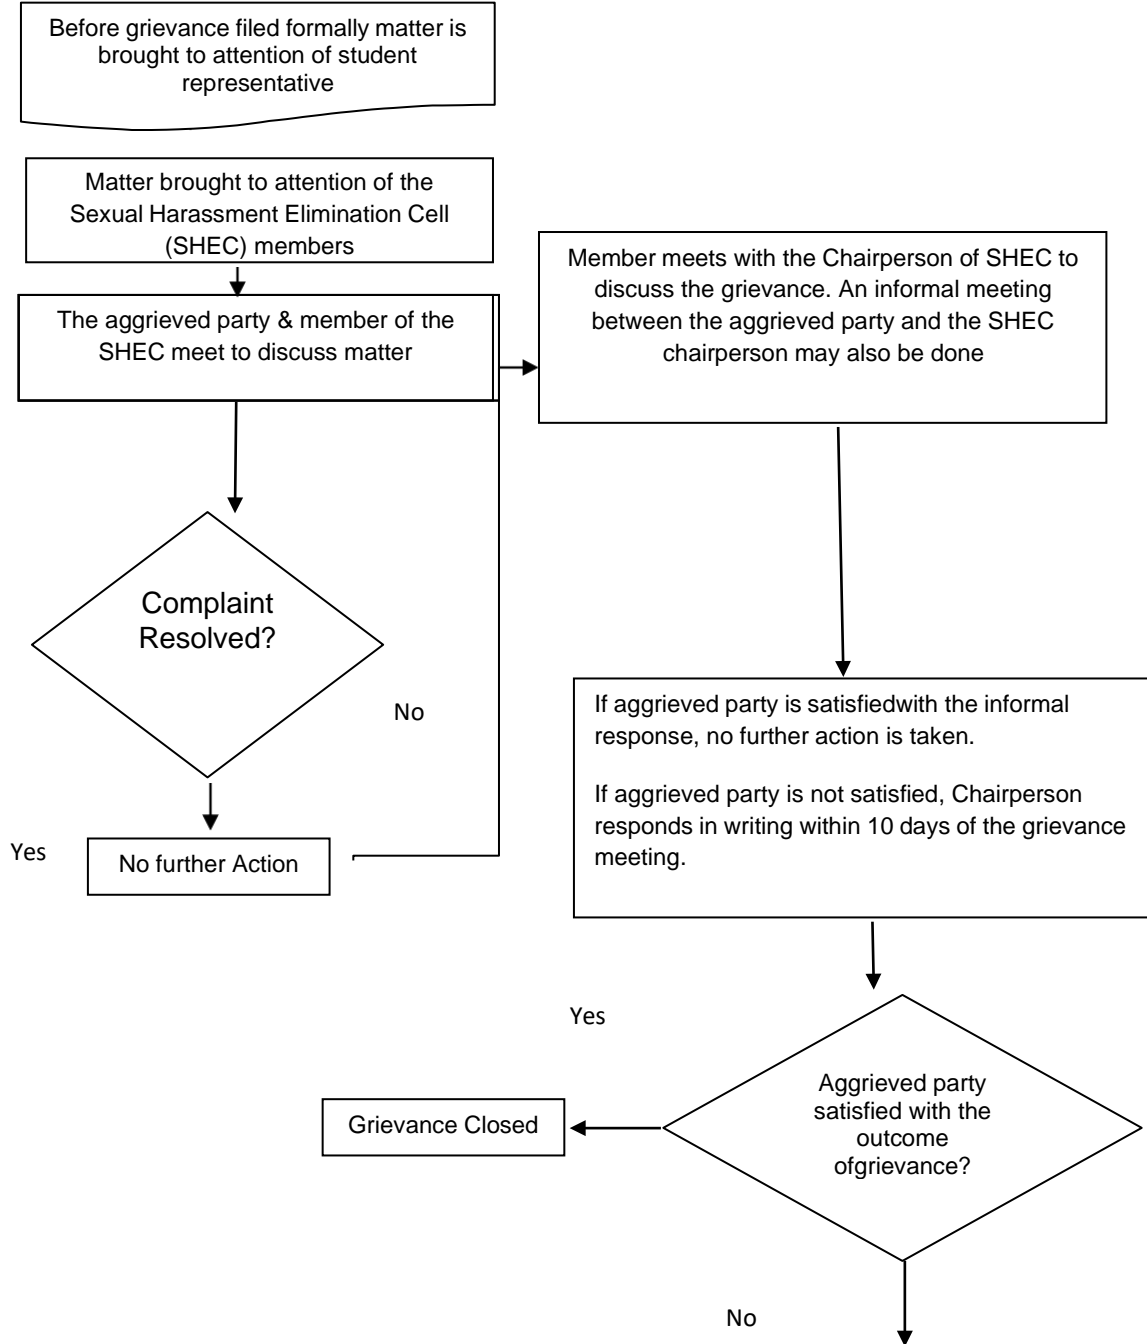 Before grievance filed formally matter is
brought to attention of student
representative
Matter brought to attention of the
Sexual Harassment Elimination Cell
(SHEC) members
The aggrieved party & member of the
SHEC meet to discuss matter
Member meets with the Chairperson of SHEC to
discuss the grievance. An informal meeting
between the aggrieved party and the SHEC
chairperson may also be done
Complaint
Resolved?
No
Yes
No further Action
If aggrieved party is satisfiedwith the informal
response, no further action is taken.
If aggrieved party is not satisfied, Chairperson
responds in writing within 10 days of the grievance
meeting.
Yes
Aggrieved party
satisfied with the
outcome
ofgrievance?
Grievance Closed
No